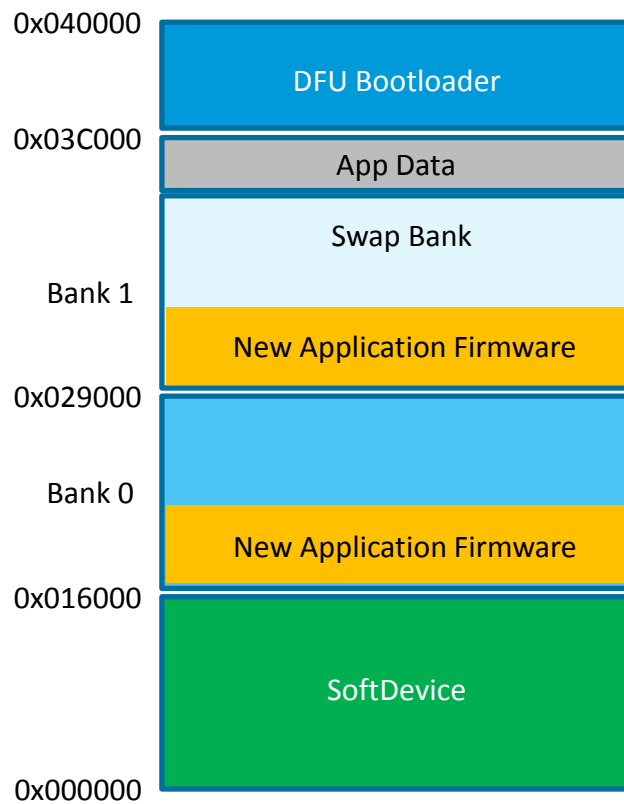 0x040000
DFU Bootloader
0x03C000
App Data
Swap Bank
Bank 1
New Application Firmware
0x029000
Bank 0
New Application Firmware
0x016000
SoftDevice
0x000000